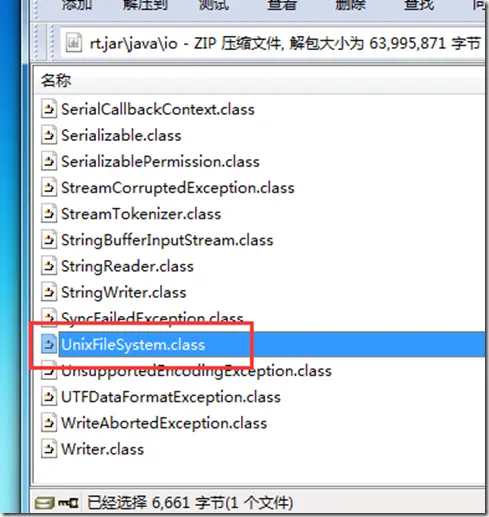 添加 解压到 测试 查看 删除 查找
rt.jar\java\io - ZIP 压缩文件, 解包大小为 63,995,871 字节
名称
SerialCallbackContext.class
Serializable.class
SerializablePermission.class
StreamCorruptedException.class
StreamTokenizer.class
StringBufferInputStream.class
StringReader.class
StringWriter.class
SyncFailedException.class
UnixFileSystem.class
UnsupportedEncodingException.class
UTFDataFormatException.class
WriteAbortedException.class
Writer.class
已经选择 6,661 字节(1 个文件)